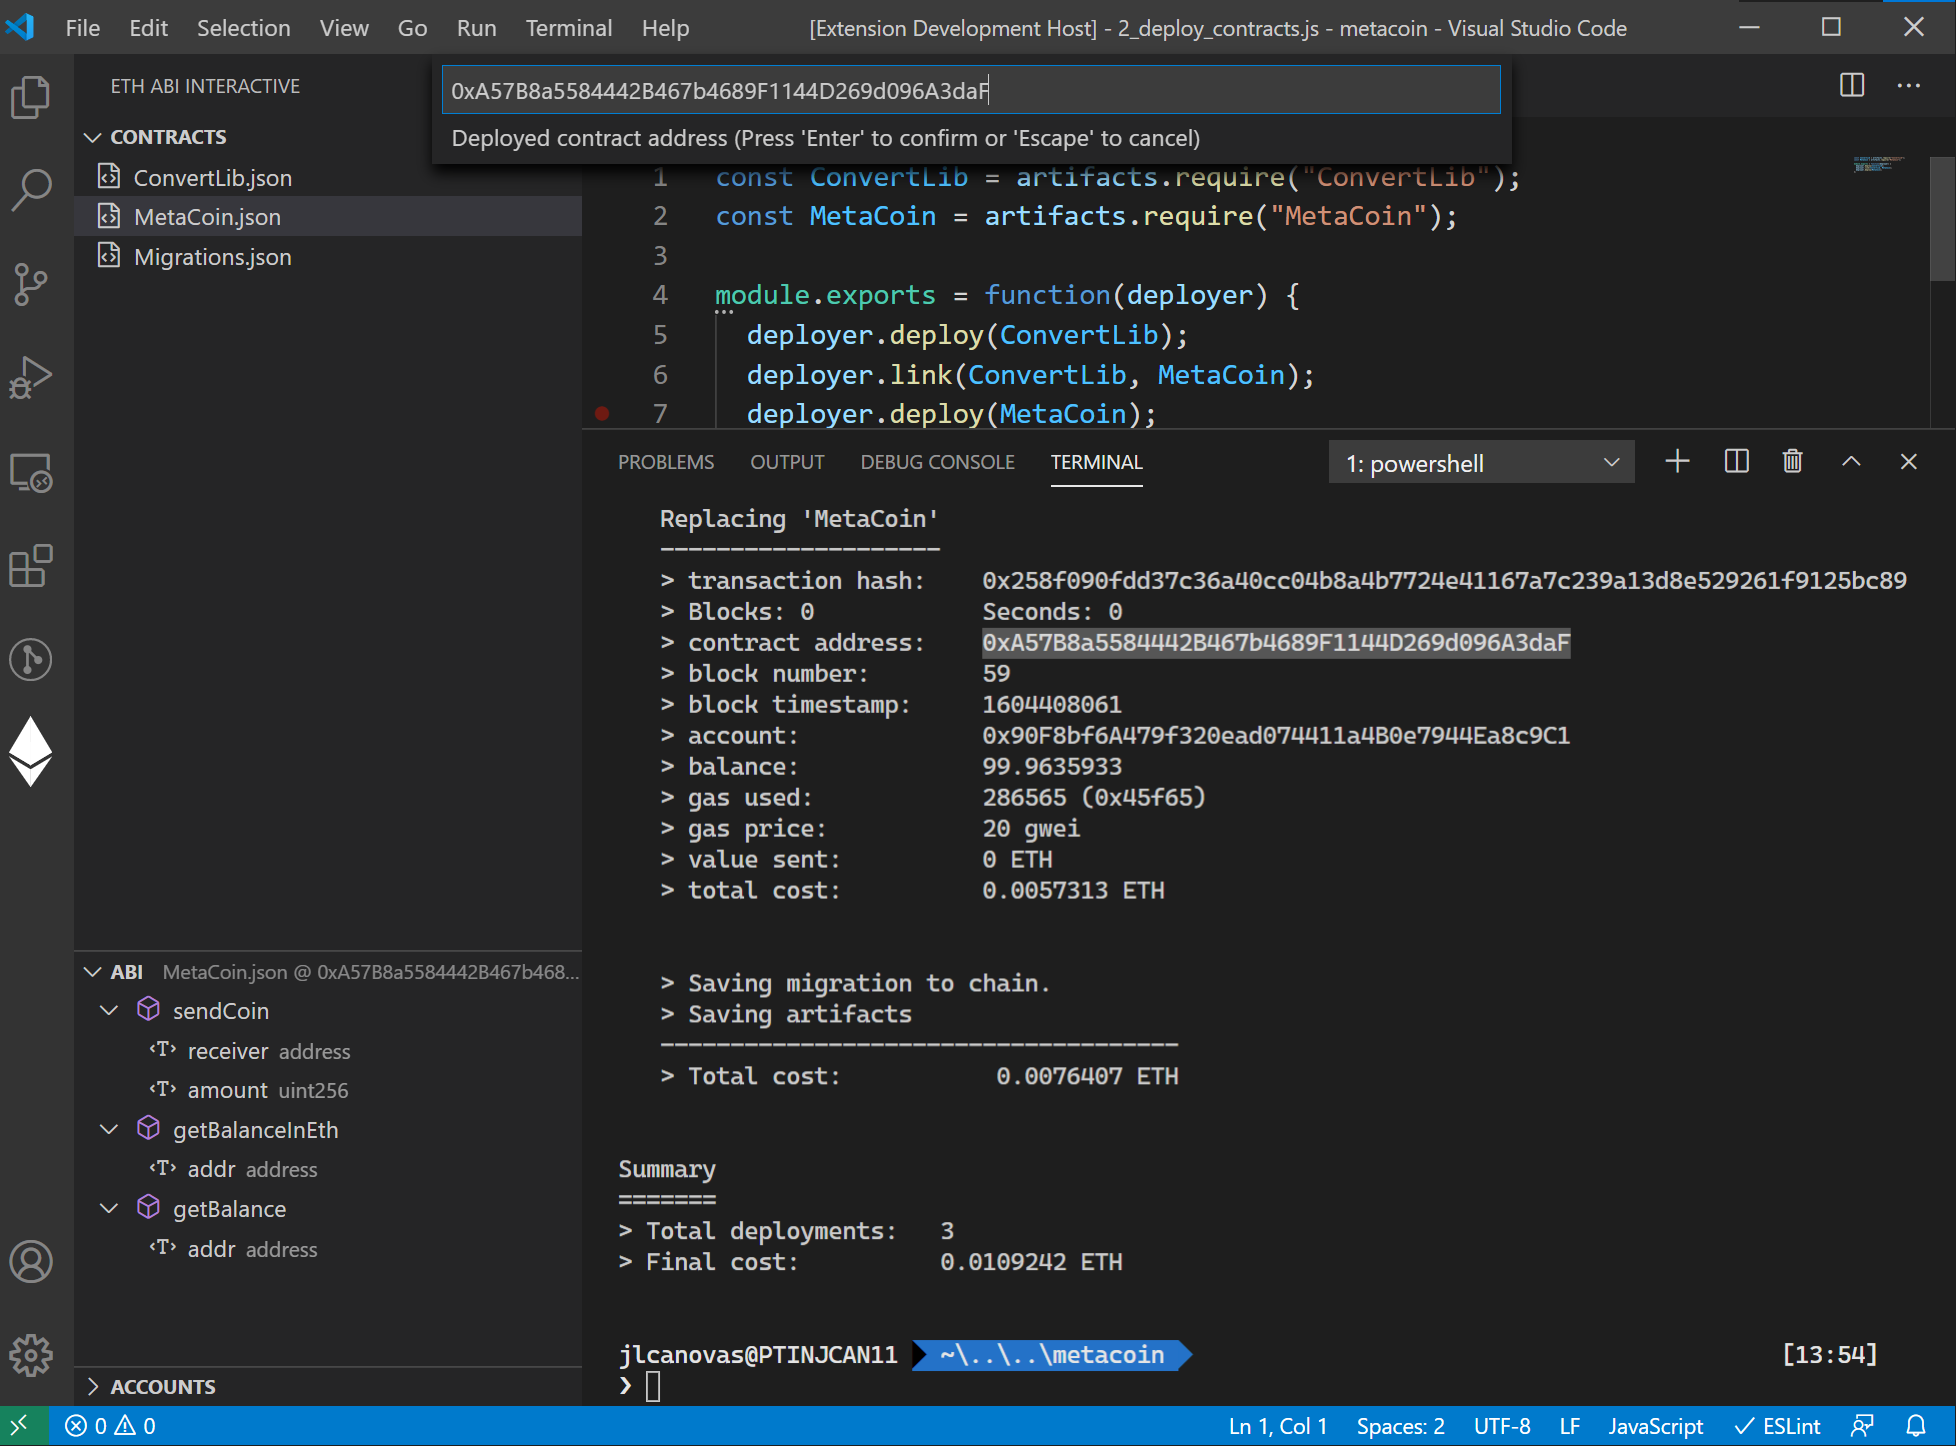 File Edit Selection View Go Run Terminal Help [Extension Development Host] - 2_deploy_contracts.js - metacoin - Visual Studio Code
ETH ABI INTERACTIVE
0xA57B8a5584442B467b4689F1144D269d096A3daF
Deployed contract address (Press 'Enter' to confirm or 'Escape' to cancel)
CONTRACTS
ConvertLib.json
MetaCoin.json
Migrations.json
1 const ConvertLib = artifacts.require("ConvertLib");
2 const MetaCoin = artifacts.require("MetaCoin");
3
4 module.exports = function(deployer) {
5 deployer.deploy(ConvertLib);
6 deployer.link(ConvertLib, MetaCoin);
7 deployer.deploy(MetaCoin);
PROBLEMS OUTPUT DEBUG CONSOLE TERMINAL 1: powershell
Replacing 'MetaCoin'
--------------------
> transaction hash: 0x258f090fdd37c36a40cc04b8a4b7724e41167a7c239a13d8e529261f9125bc89
> Blocks: 0 Seconds: 0
> contract address: 0xA57B8a5584442B467b4689F1144D269d096A3daF
> block number: 59
> block timestamp: 1604408061
> account: 0x90F8bf6A479f320ead074411a4B0e7944Ea8c9C1
> balance: 99.9635933
> gas used: 286565 (0x45f65)
> gas price: 20 gwei
> value sent: 0 ETH
> total cost: 0.0057313 ETH
> Saving migration to chain.
> Saving artifacts
-------------------------------------
> Total cost: 0.0076407 ETH
Summary
=======
> Total deployments: 3
> Final cost: 0.0109242 ETH
jlcanovas@PTINJCAN11 ~\..\..\metacoin [13:54]
❯
ABI MetaCoin.json @ 0xA57B8a5584442B467b468...
sendCoin
receiver address
amount uint256
getBalanceInEth
addr address
getBalance
addr address
ACCOUNTS
0 0 Ln 1, Col 1 Spaces: 2 UTF-8 LF JavaScript ESLint